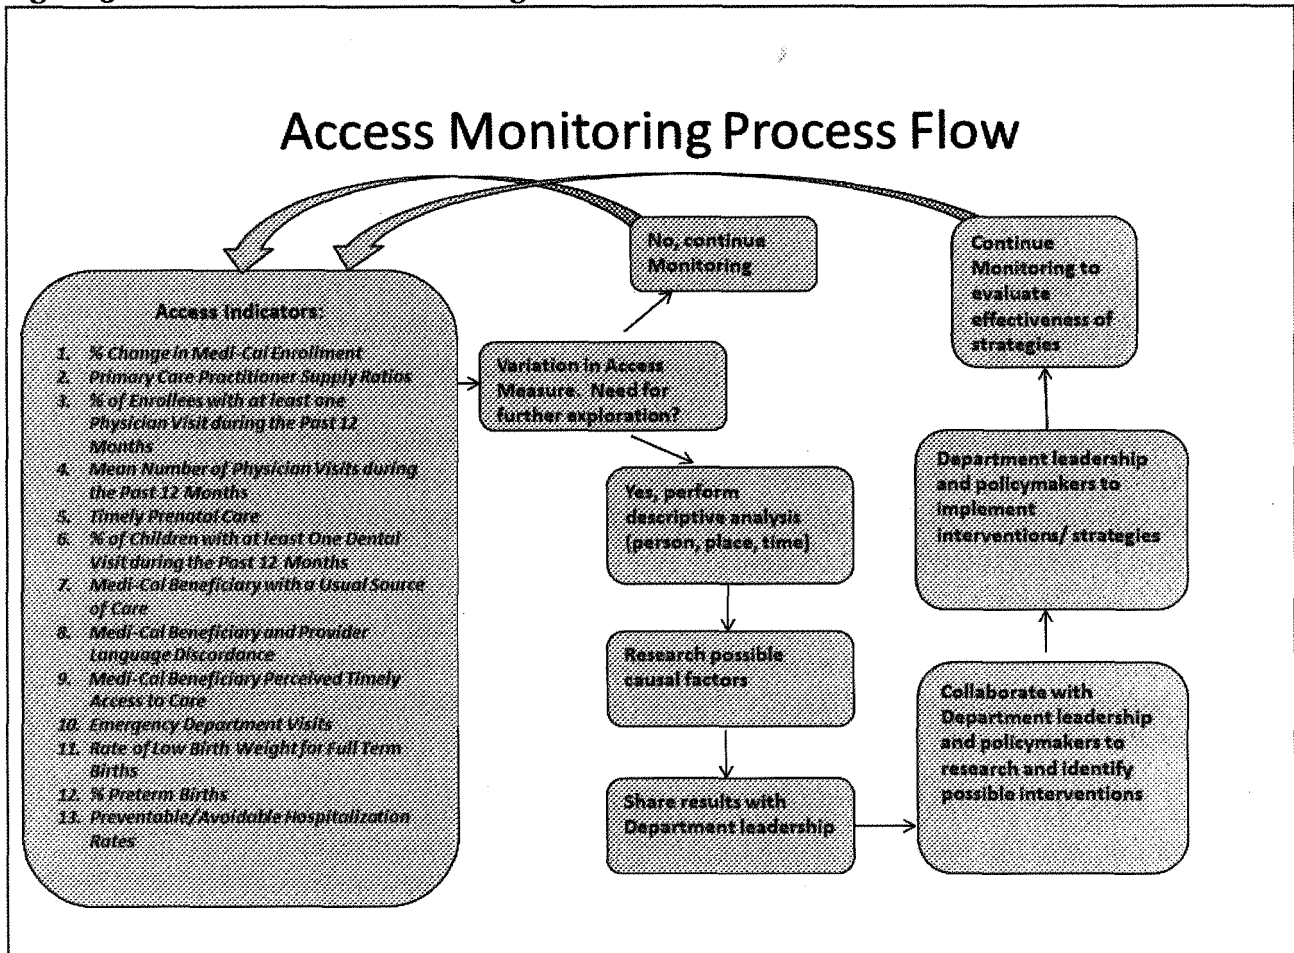 Access Monitoring Process Flow
Access Indicators:
1. % Change in Medi-Cal Enrollment
2. Primary Care Practitioner Supply Ratios
3. % of Enrollees with at least one
Physician Visit during the Past 12
Months
4. Mean Number of Physician Visits during
the Past 12 Months
5. Timely Prenatal Care
6. % of Children with at least One Dental
Visit during the Past 12 Months
7. Medi-Cal Beneficiary with a Usual Source
of Care
8. Medi-Cal Beneficiary and Provider
Language Discordance
9. Medi-Cal Beneficiary Perceived Timely
Access to Care
10. Emergency Department Visits
11. Rate of Low Birth Weight for Full Term
Births
12. % Preterm Births
13. Preventable/Avoidable Hospitalization
Rates
Variation in Access
Measure. Need for
further exploration?
No, continue
Monitoring
Yes, perform
descriptive analysis
(person, place, time)
Research possible
causal factors
Share results with
Department leadership
Collaborate with
Department leadership
and policymakers to
research and identify
possible interventions
Department leadership
and policymakers to
implement
interventions/ strategies
Continue
Monitoring to
evaluate
effectiveness of
strategies